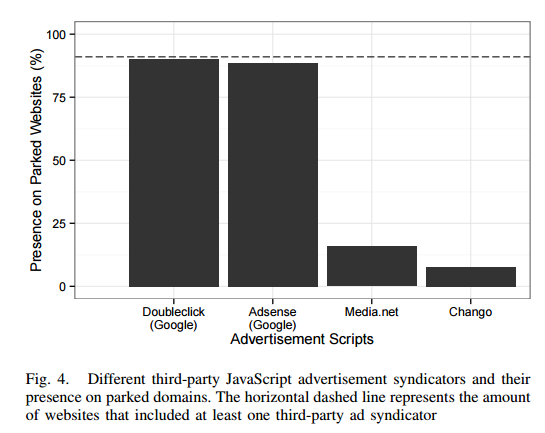 Presence on Parked Websites (%)
100
75
50
25
0
Doubleclick
(Google)
Adsense
(Google)
Media.net
Chango
Advertisement Scripts
Fig. 4. Different third-party JavaScript advertisement syndicators and their
presence on parked domains. The horizontal dashed line represents the amount
of websites that included at least one third-party ad syndicator